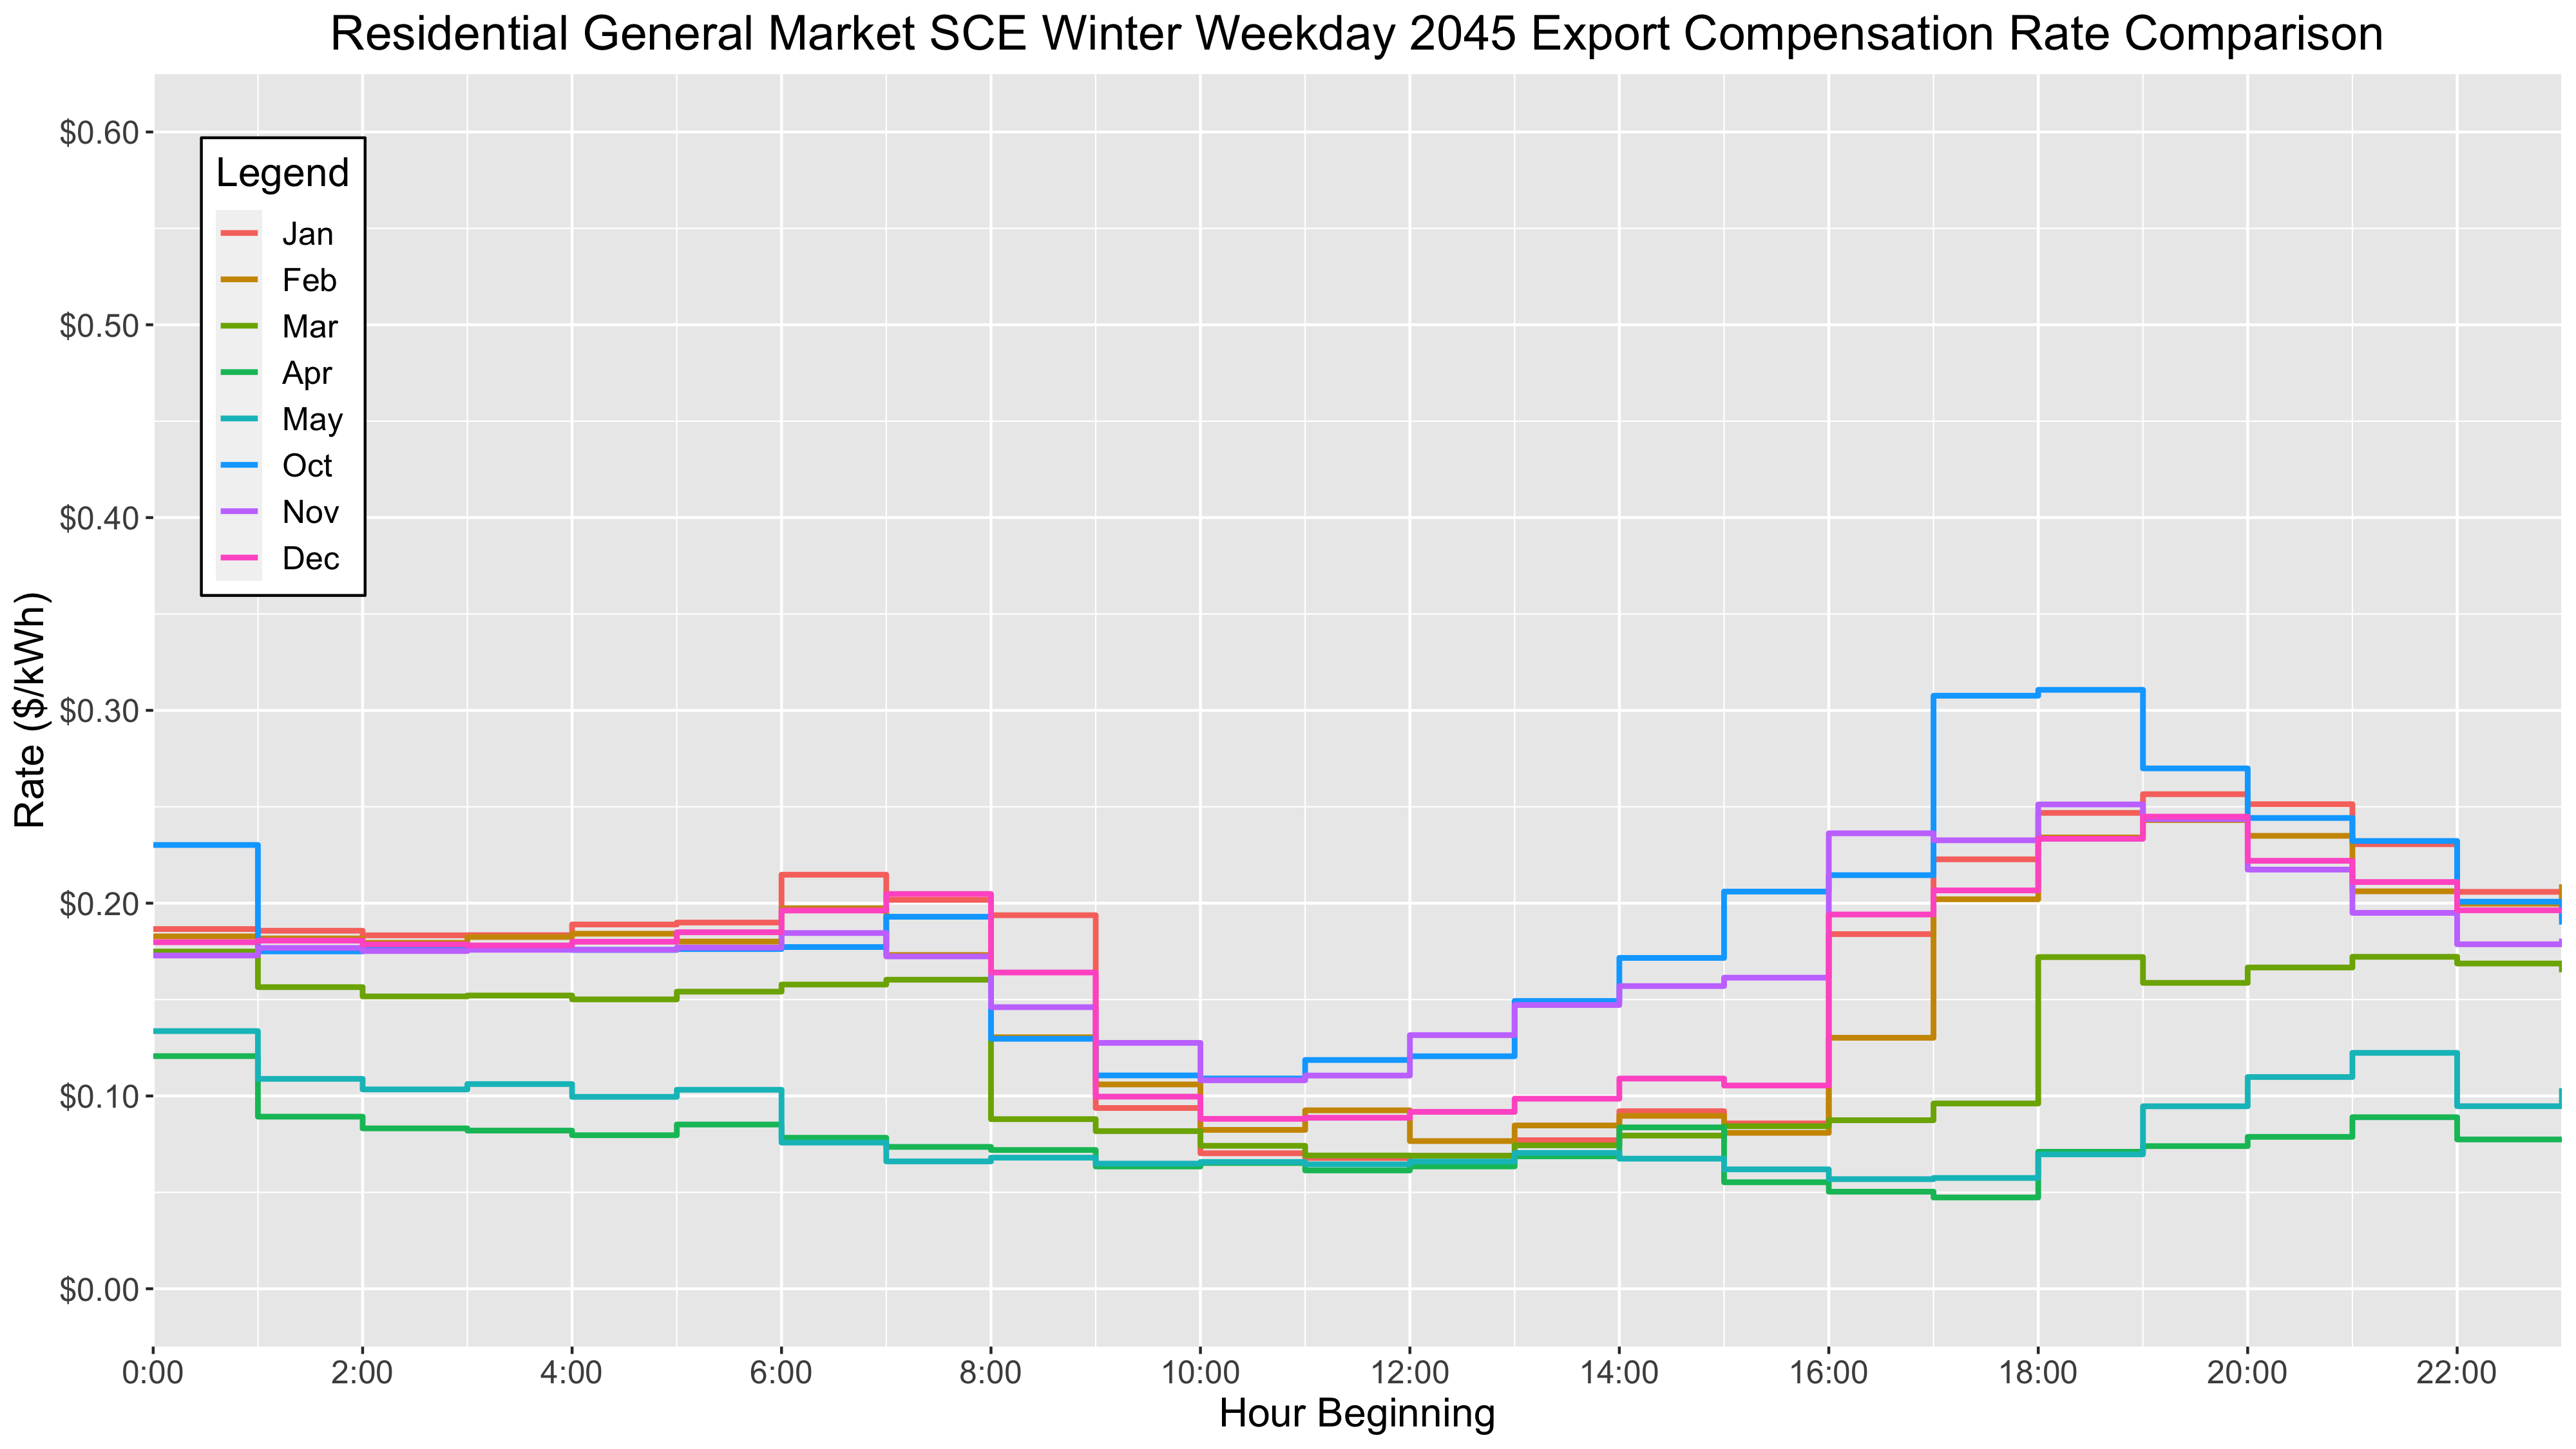 Residential General Market SCE Winter Weekday 2045 Export Compensation Rate Comparison
$0.60
$0.50
$0.40
$0.30
$0.20
$0.10
$0.00
Rate ($/kWh)
Legend
Jan
Feb
Mar
Apr
May
Oct
Nov
Dec
0:00 2:00 4:00 6:00 8:00 10:00 12:00 14:00 16:00 18:00 20:00 22:00
Hour Beginning